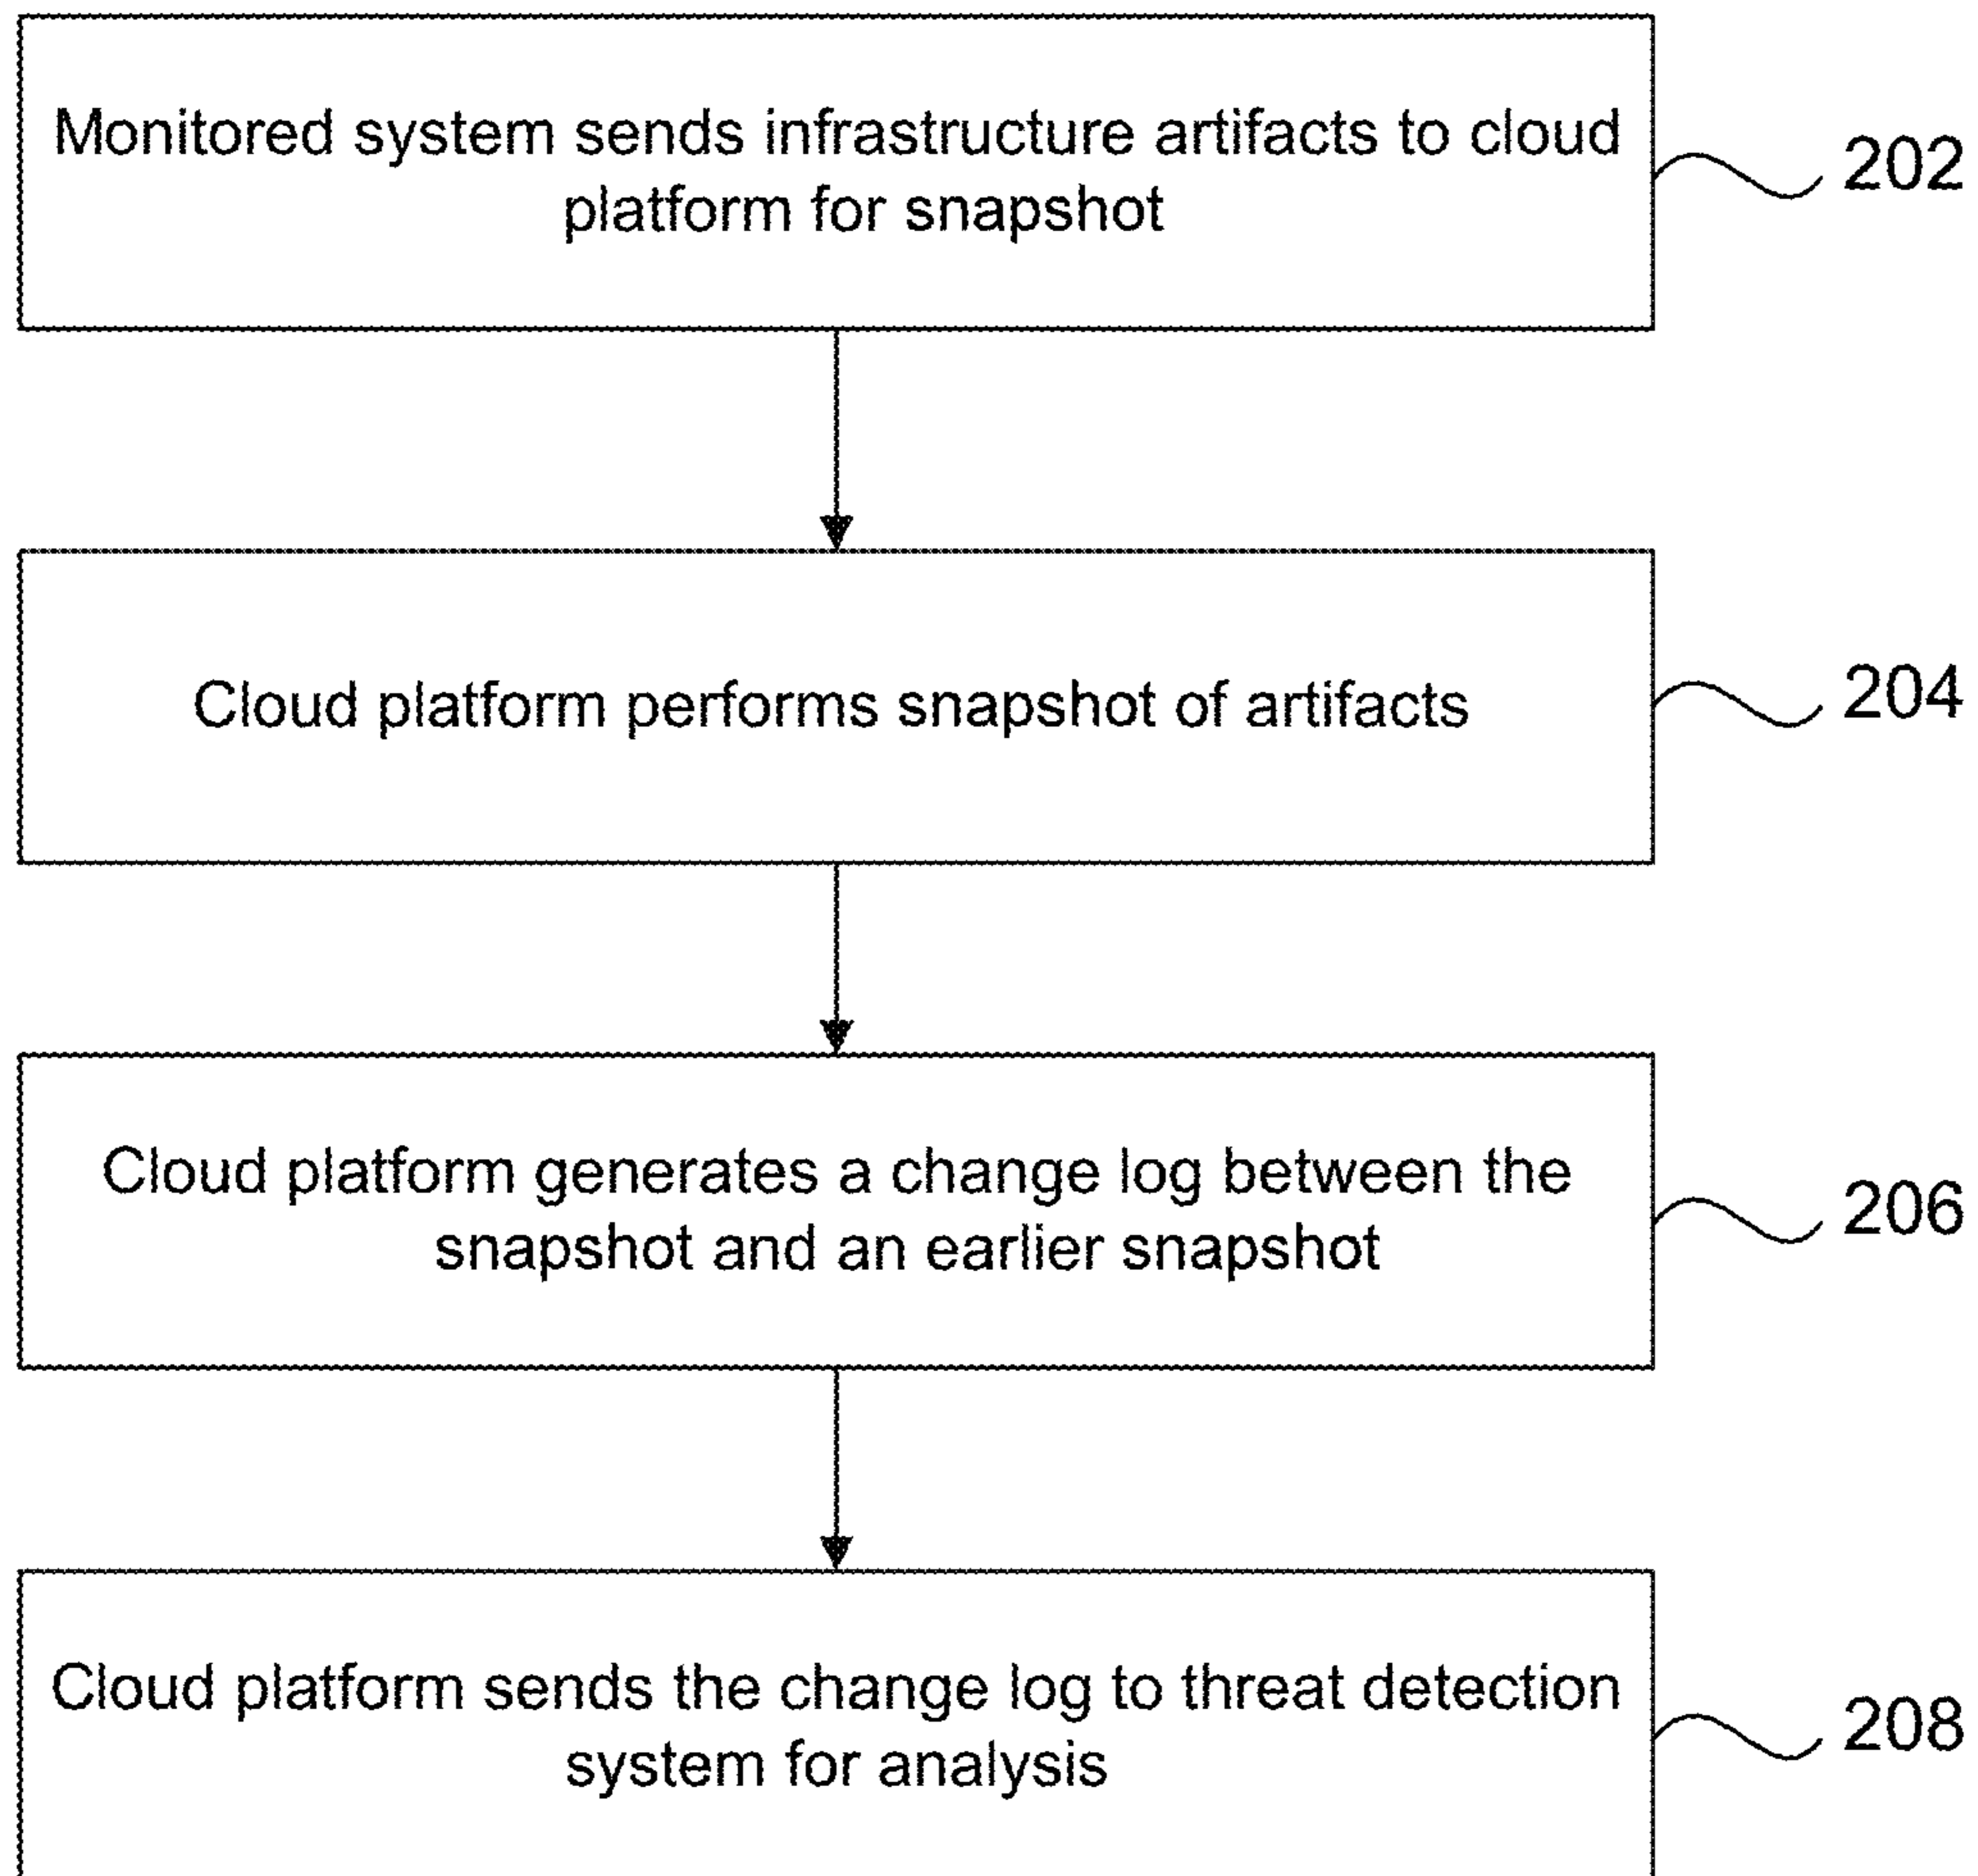 Monitored system sends infrastructure artifacts to cloud
platform for snapshot
202
Cloud platform performs snapshot of artifacts
204
Cloud platform generates a change log between the
snapshot and an earlier snapshot
206
Cloud platform sends the change log to threat detection
system for analysis
208